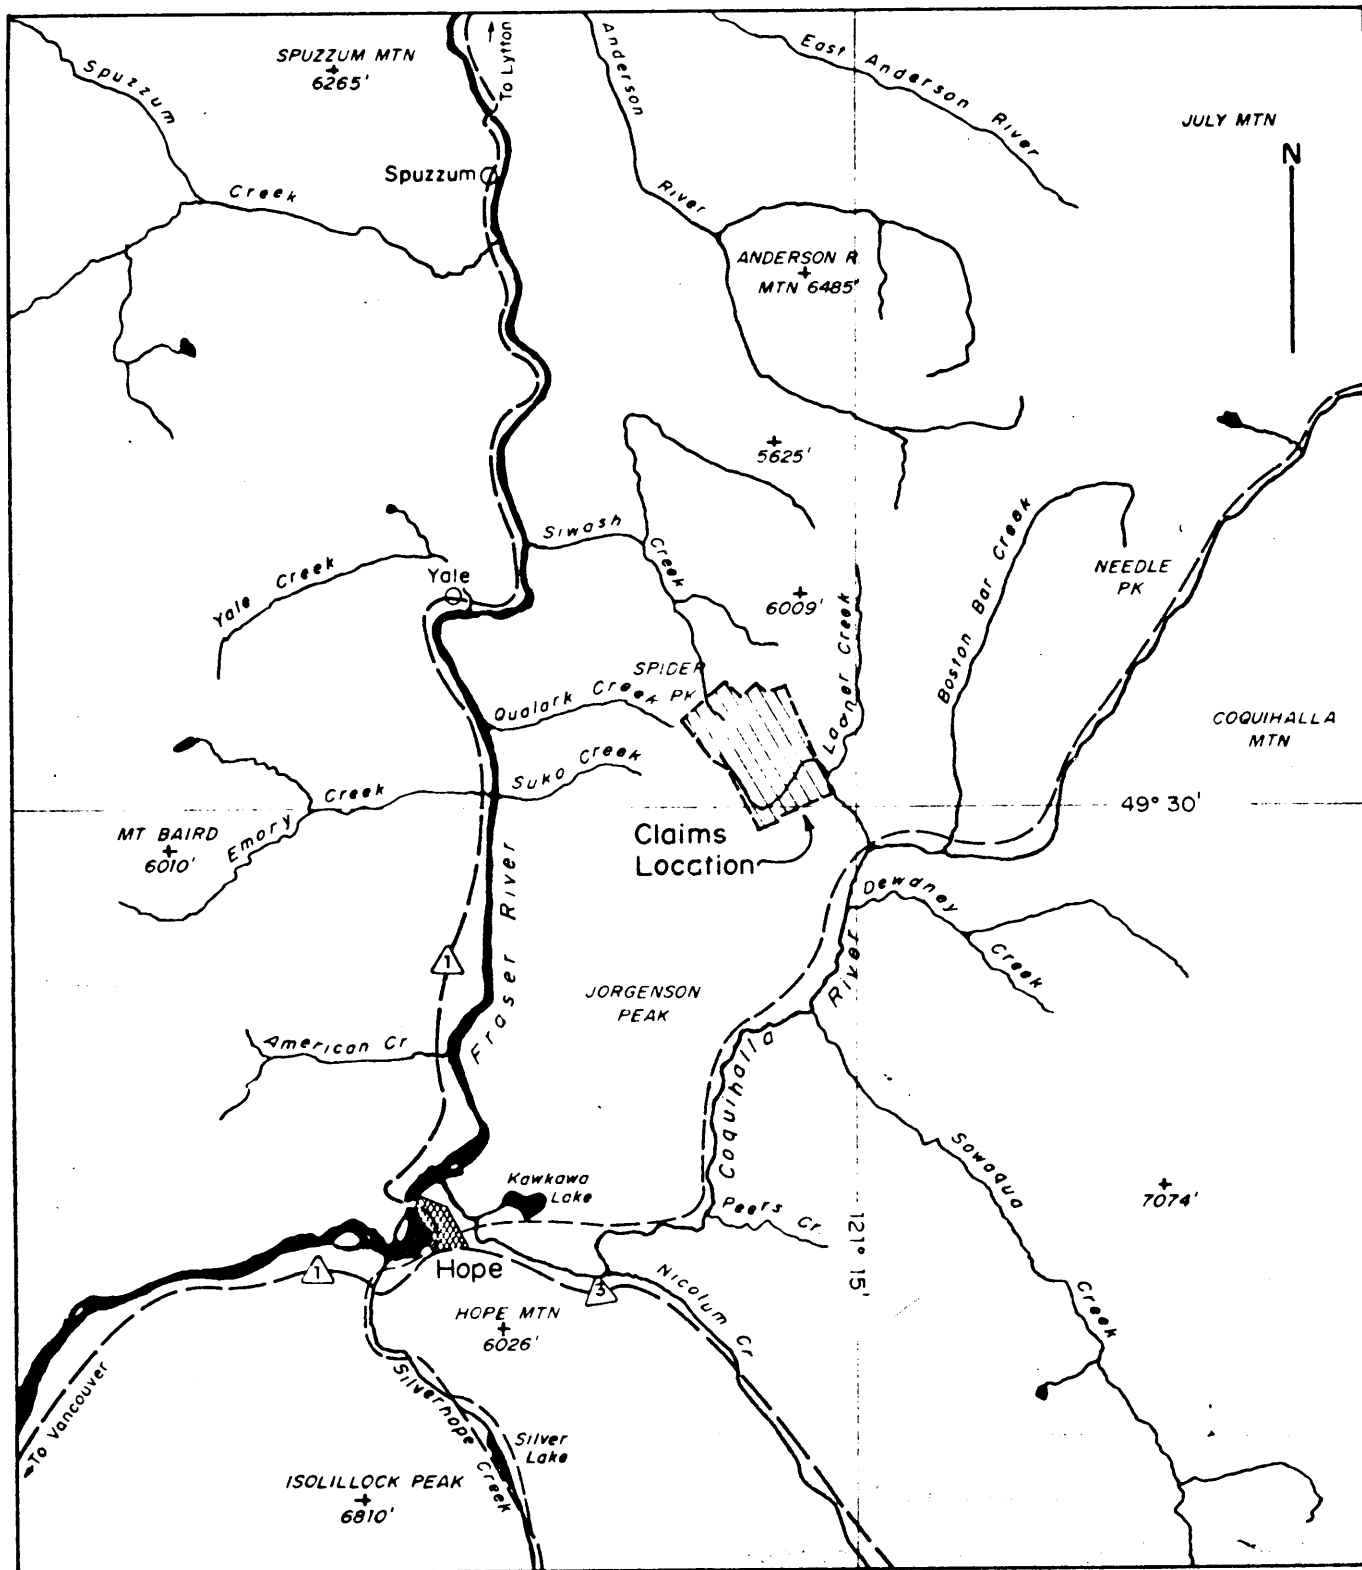 SPUZZUM MTN
6265'
To Lytton
Anderson
River
East Anderson River
JULY MTN
N
Spuzzum
Creek
Spuzzum
ANDERSON R.
MTN 6485'
5625'
Siwash
Creek
Boston Bar Creek
NEEDLE
PK
Yale Creek
Yale
6009'
Ladner Creek
SPIDER
PK
Qualark Creek
COQUIHALLA
MTN
Suko Creek
Emory
Creek
49° 30'
MT BAIRD
6010'
Claims
Location
Fraser River
Dewdney
Creek
1
JORGENSON
PEAK
Coquihalla
River
American Cr
Sowaqua
Creek
Kawkawa
Lake
Peers Cr.
7074'
121° 15'
Hope
1
3
Nicolum Cr
HOPE MTN
6026'
To Vancouver
Silverhope
Creek
Silver
Lake
ISOLILLOCK PEAK
6810'